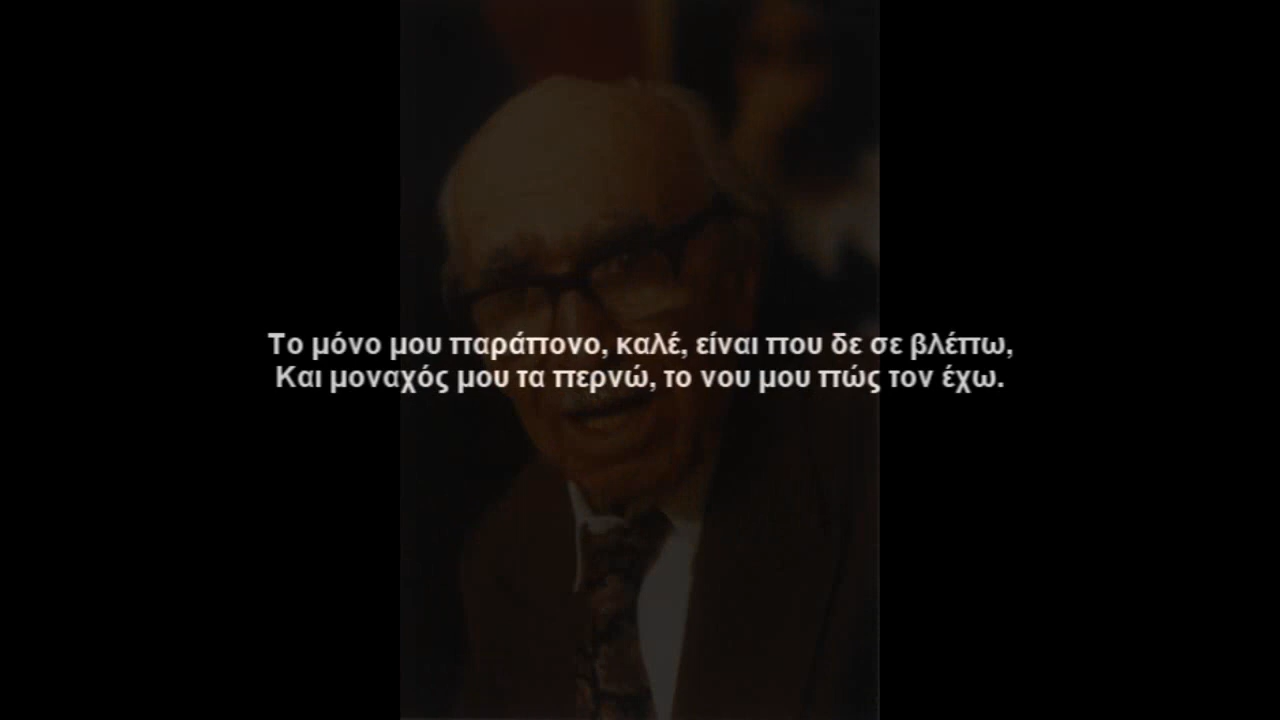 Το μόνο μου παράπονο, καλέ, είναι που δε σε βλέπω,
Και μοναχός μου τα περνώ, το νου μου πώς τον έχω.